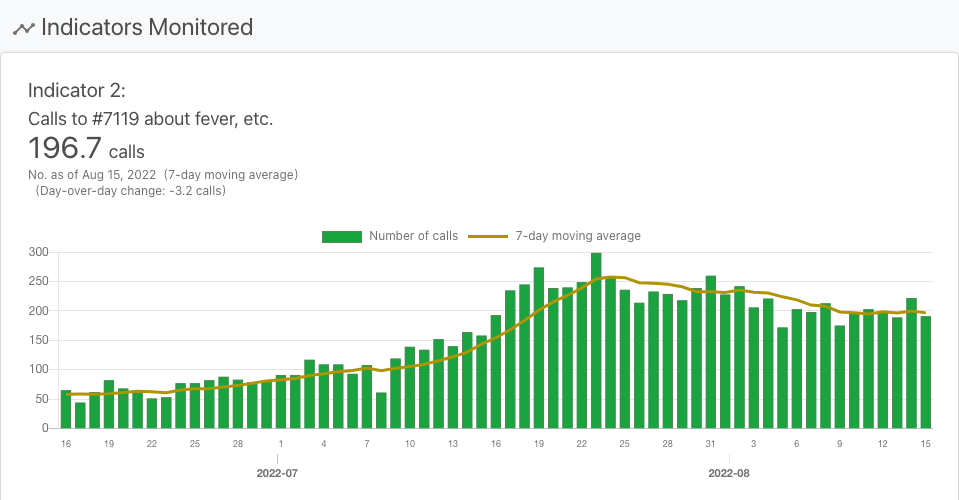 Indicators Monitored
Indicator 2:
Calls to #7119 about fever, etc.
196.7 calls
No. as of Aug 15, 2022 (7-day moving average)
(Day-over-day change: -3.2 calls)
Number of calls 7-day moving average
300
250
200
150
100
50
0
16 19 22 25 28 1 4 7 10 13 16 19 22 25 28 31 3 6 9 12 15
2022-07 2022-08